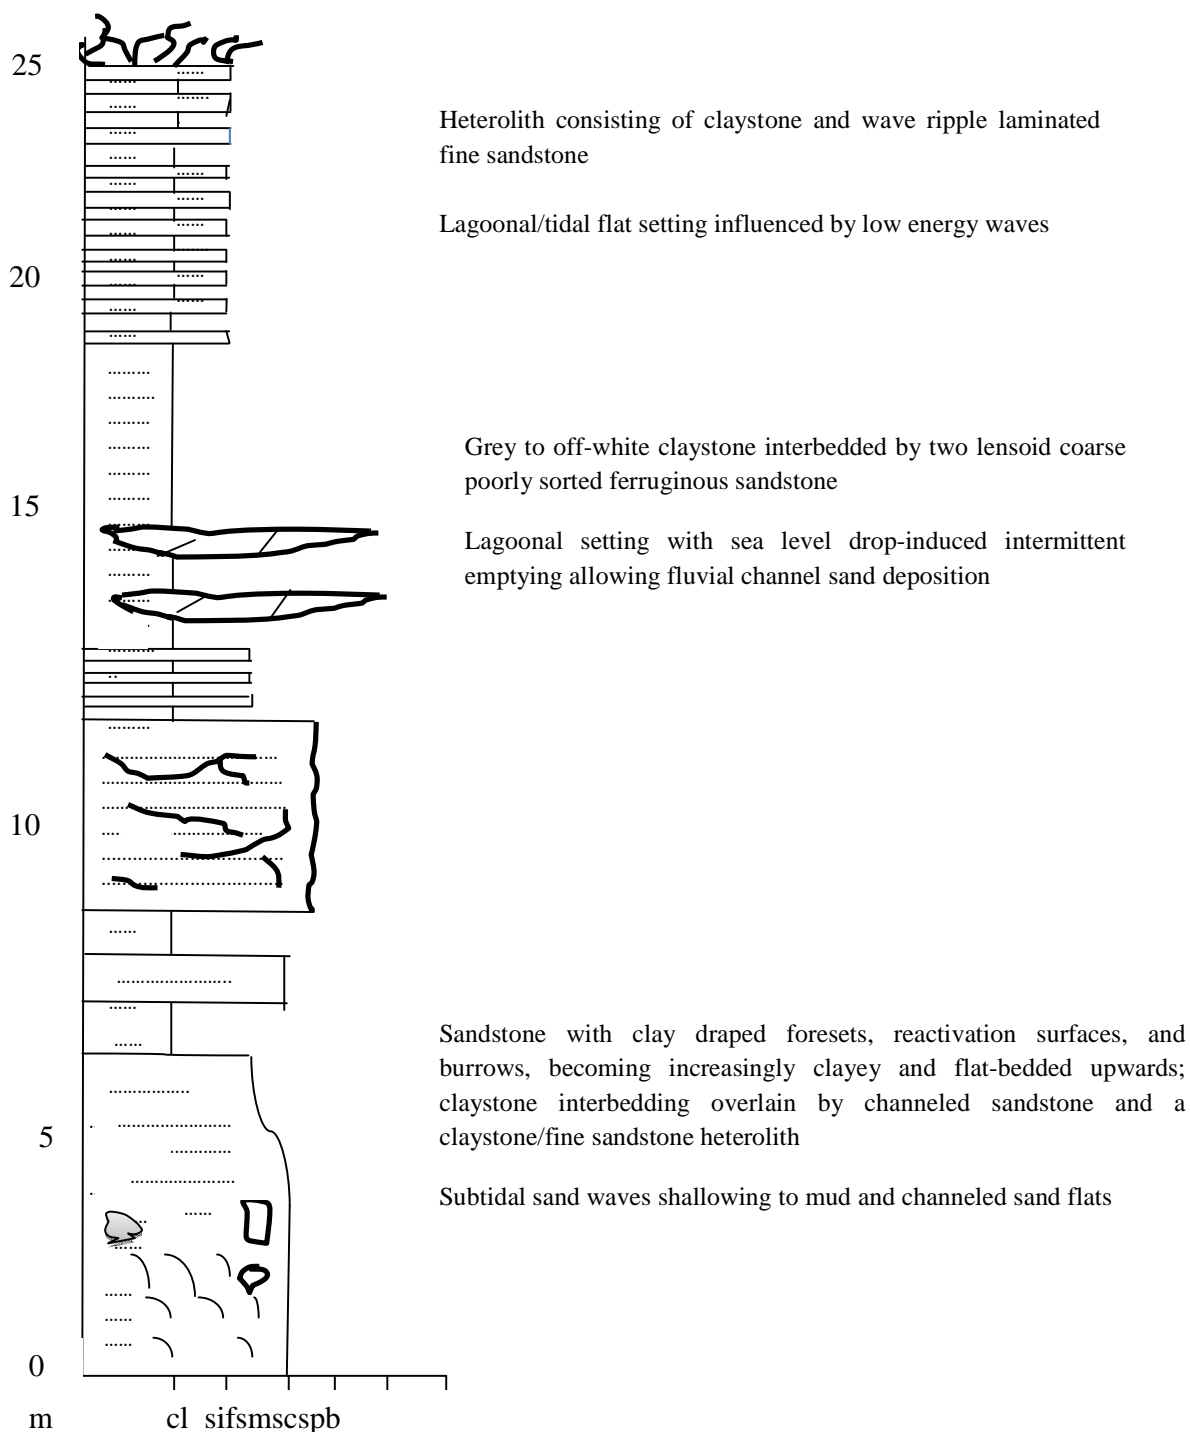 25
Heterolith consisting of claystone and wave ripple laminated
fine sandstone
Lagoonal/tidal flat setting influenced by low energy waves
20
Grey to off-white claystone interbedded by two lensoid coarse
poorly sorted ferruginous sandstone
15
Lagoonal setting with sea level drop-induced intermittent
emptying allowing fluvial channel sand deposition
10
Sandstone with clay draped foresets, reactivation surfaces, and
burrows, becoming increasingly clayey and flat-bedded upwards;
claystone interbedding overlain by channeled sandstone and a
claystone/fine sandstone heterolith
5
Subtidal sand waves shallowing to mud and channeled sand flats
0
m cl sifsmscspb